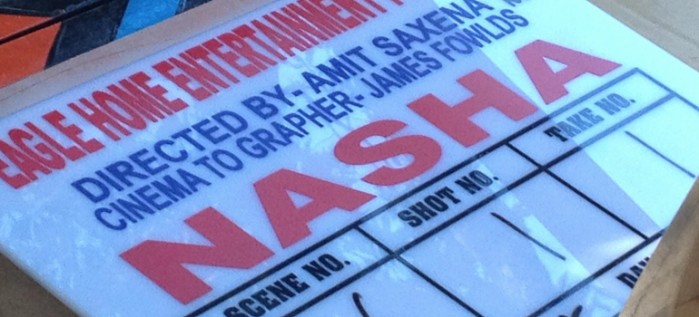 EAGLE HOME ENTERTAINMENT
DIRECTED BY- AMIT SAXENA
CINEMA TO GRAPHER- JAMES FOWLDS
NASHA
SCENE NO.
SHOT NO.
TAKE NO.